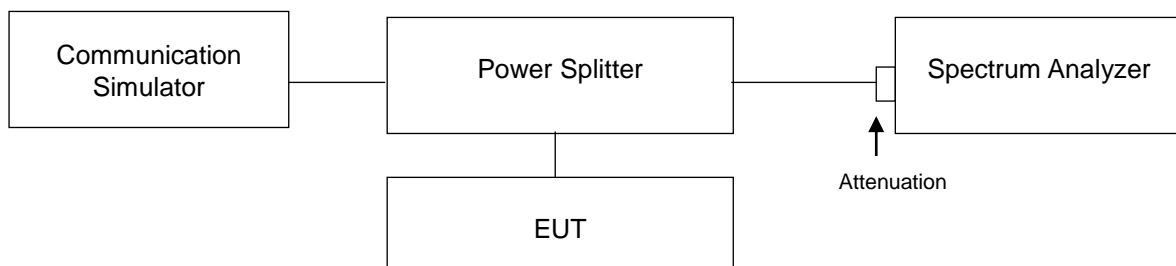 Communication
Simulator
Power Splitter
Spectrum Analyzer
Attenuation
EUT